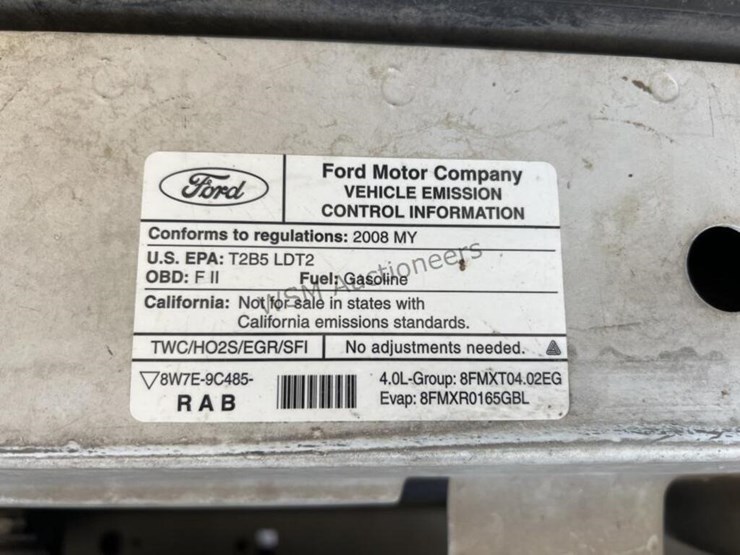 Ford
Ford Motor Company
VEHICLE EMISSION
CONTROL INFORMATION
Conforms to regulations: 2008 MY
U.S. EPA: T2B5 LDT2
OBD: F II Fuel: Gasoline
California: Not for sale in states with
California emissions standards.
TWC/HO2S/EGR/SFI No adjustments needed.
8W7E-9C485-
RAB
4.0L-Group: 8FMXT04.02EG
Evap: 8FMXR0165GBL
WSM Auctioneers